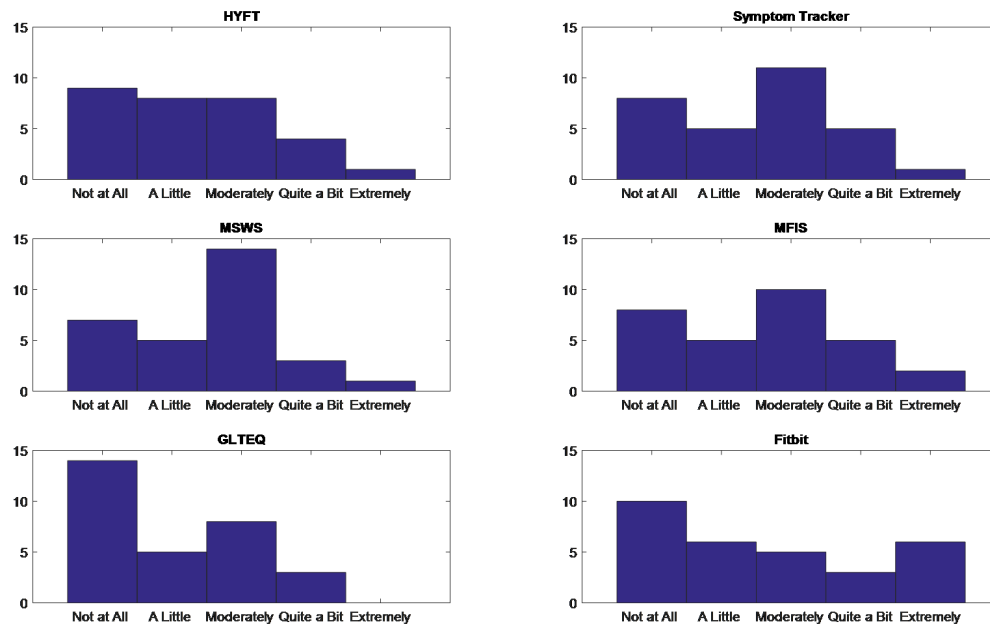 HYFT
15
10
5
0
Not at All A Little Moderately Quite a Bit Extremely
Symptom Tracker
15
10
5
0
Not at All A Little Moderately Quite a Bit Extremely
MSWS
15
10
5
0
Not at All A Little Moderately Quite a Bit Extremely
MFIS
15
10
5
0
Not at All A Little Moderately Quite a Bit Extremely
GLTEQ
15
10
5
0
Not at All A Little Moderately Quite a Bit Extremely
Fitbit
15
10
5
0
Not at All A Little Moderately Quite a Bit Extremely